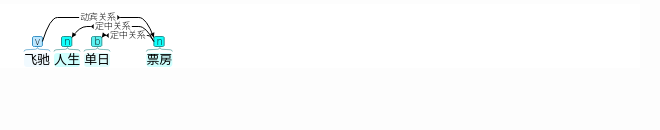 动宾关系
定中关系
定中关系
v n b n
飞驰 人生 单日 票房